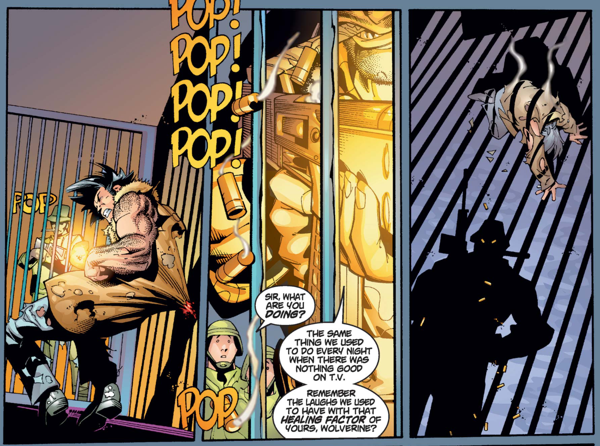 POP!
POP!
POP!
POP!
POP
SIR, WHAT
ARE YOU
DOING?
THE SAME
THING WE USED
TO DO EVERY NIGHT
WHEN THERE WAS
NOTHING GOOD
ON T.V.
REMEMBER
THE LAUGHS WE USED
TO HAVE WITH THAT
HEALING FACTOR OF
YOURS, WOLVERINE?
POP